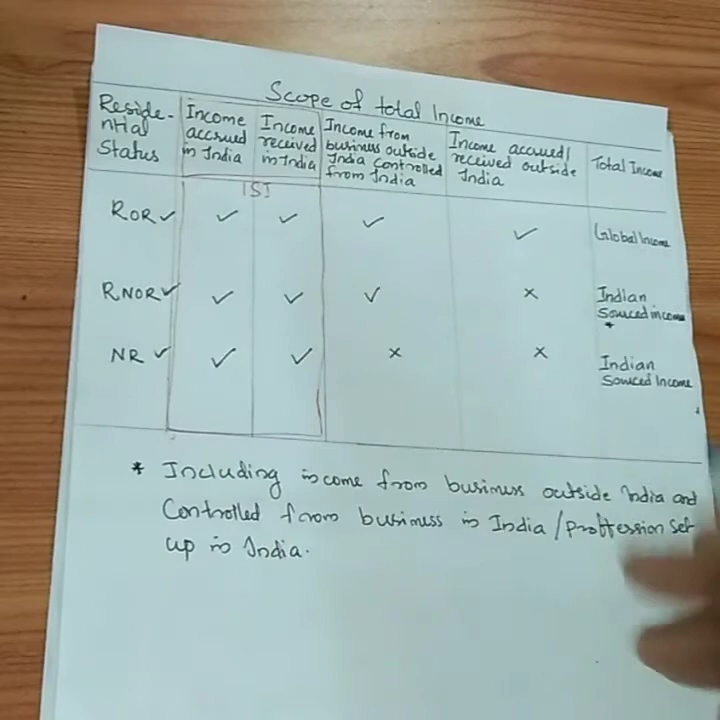 Scope of total Income
Reside-
ntial
Status
Income
accrued
in India
Income
received
in India
Income from
business outside
India controlled
from India
Income accrued/
received outside
India
Total Income
ISI
ROR ✓ ✓ ✓ ✓ ✓ Global Income
RNOR ✓ ✓ ✓ ✓ × Indian
Sourced income
*
NR ✓ ✓ ✓ × × Indian
Sourced Income
* Including income from business outside India and
Controlled from business in India / proffession set
up in India.